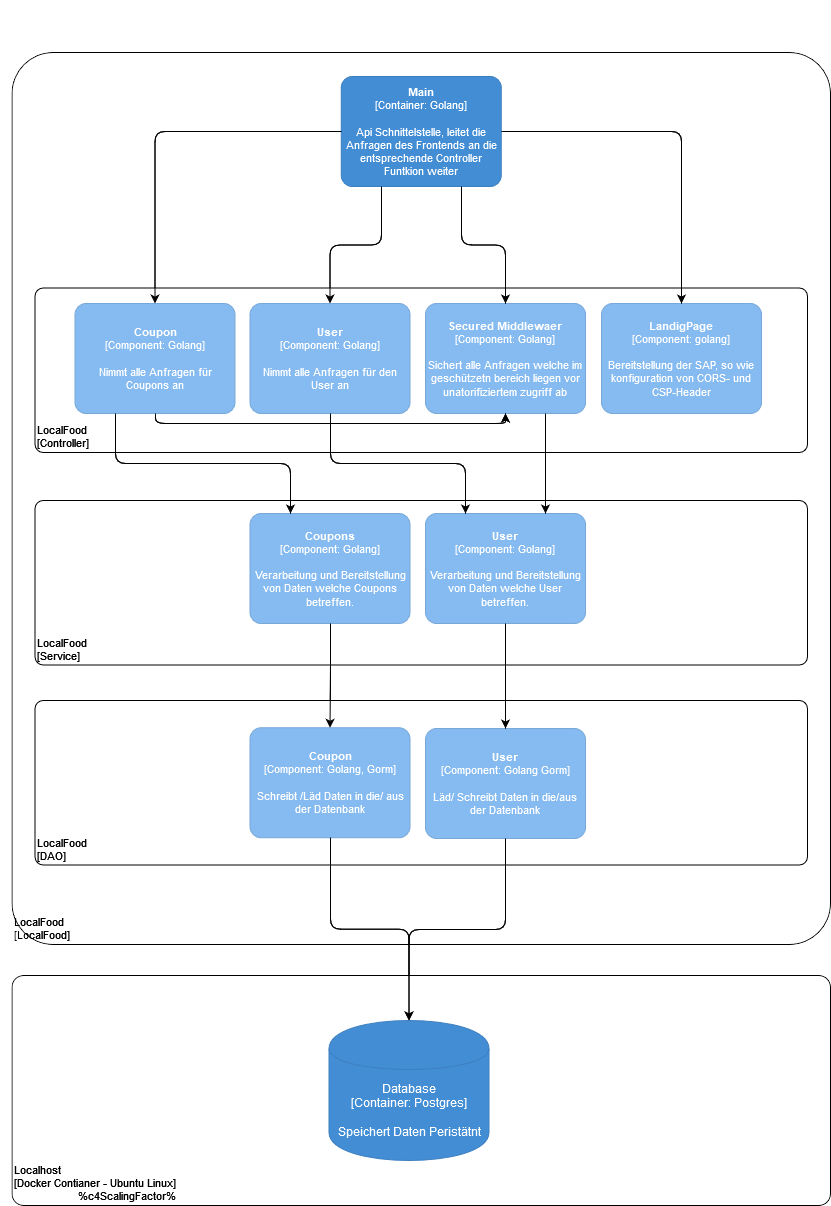 Main
[Container: Golang]
Api Schnittelstelle, leitet die
Anfragen des Frontends an die
entsprechende Controller
Funtkion weiter
Coupon
[Component: Golang]
Nimmt alle Anfragen für
Coupons an
User
[Component: Golang]
Nimmt alle Anfragen für den
User an
Secured Middlewaer
[Component: Golang]
Sichert alle Anfragen welche im
geschützetn bereich liegen vor
unatorifiziertem zugriff ab
LandigPage
[Component: golang]
Bereitstellung der SAP, so wie
konfiguration von CORS- und
CSP-Header
LocalFood
[Controller]
Coupons
[Component: Golang]
Verarbeitung und Bereitstellung
von Daten welche Coupons
betreffen.
User
[Component: Golang]
Verarbeitung und Bereitstellung
von Daten welche User
betreffen.
LocalFood
[Service]
Coupon
[Component: Golang, Gorm]
Schreibt /Läd Daten in die/ aus
der Datenbank
User
[Component: Golang Gorm]
Läd/ Schreibt Daten in die/aus
der Datenbank
LocalFood
[DAO]
LocalFood
[LocalFood]
Database
[Container: Postgres]
Speichert Daten Peristätnt
Localhost
[Docker Contianer - Ubuntu Linux]
%c4ScalingFactor%